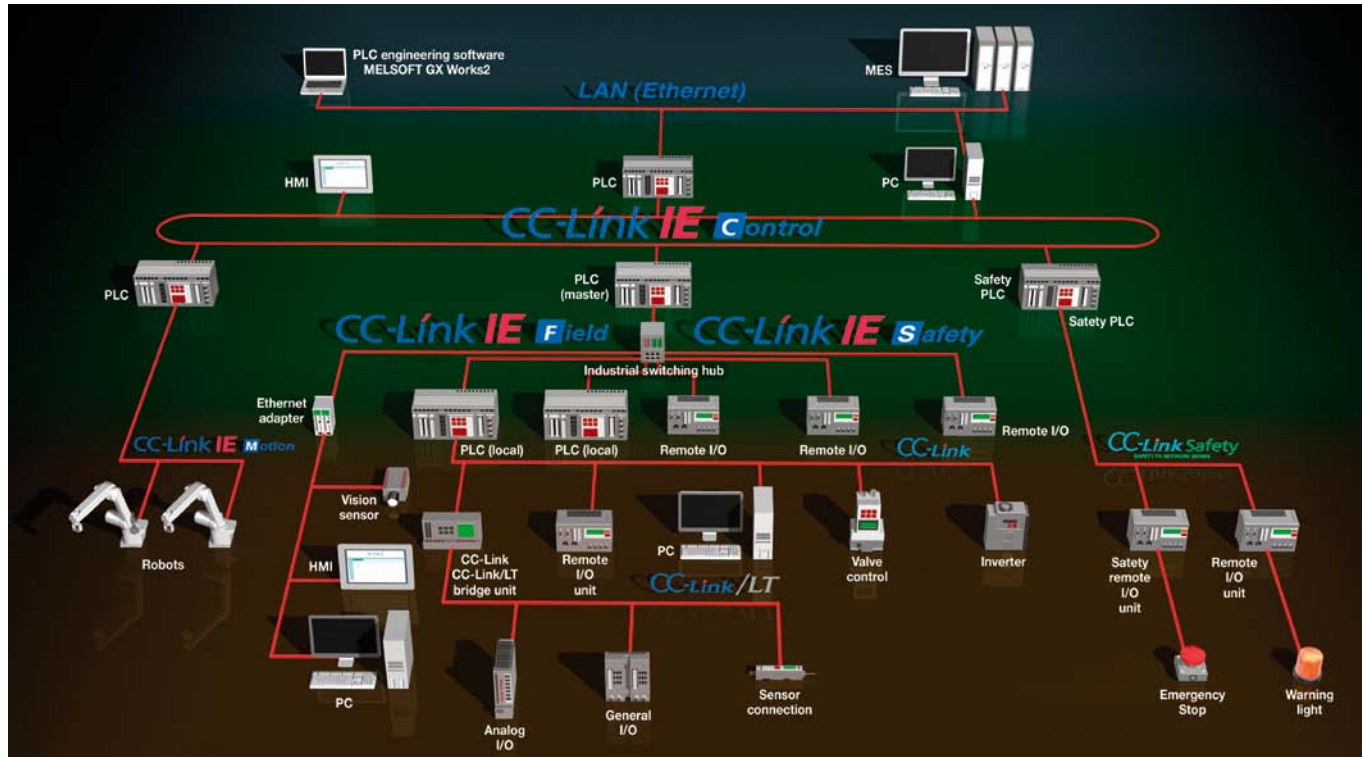 PLC engineering software
MELSOFT GX Works2
MES
LAN (Ethernet)
HMI
PLC
PC
CC-Link IE Control
PLC
PLC
(master)
Safety
PLC
Satety PLC
CC-Link IE Field
CC-Link IE Safety
Industrial switching hub
Ethernet
adapter
PLC (local)
PLC (local)
Remote I/O
Remote I/O
Remote I/O
CC-Link IE Motion
CC-Link
CC-Link Safety
Vision
sensor
Robots
HMI
CC-Link
CC-Link/LT
bridge unit
Remote
I/O
unit
PC
Valve
control
Inverter
Satety
remote
I/O
unit
Remote
I/O
unit
CC-Link/LT
PC
Analog
I/O
General
I/O
Sensor
connection
Emergency
Stop
Warning
light